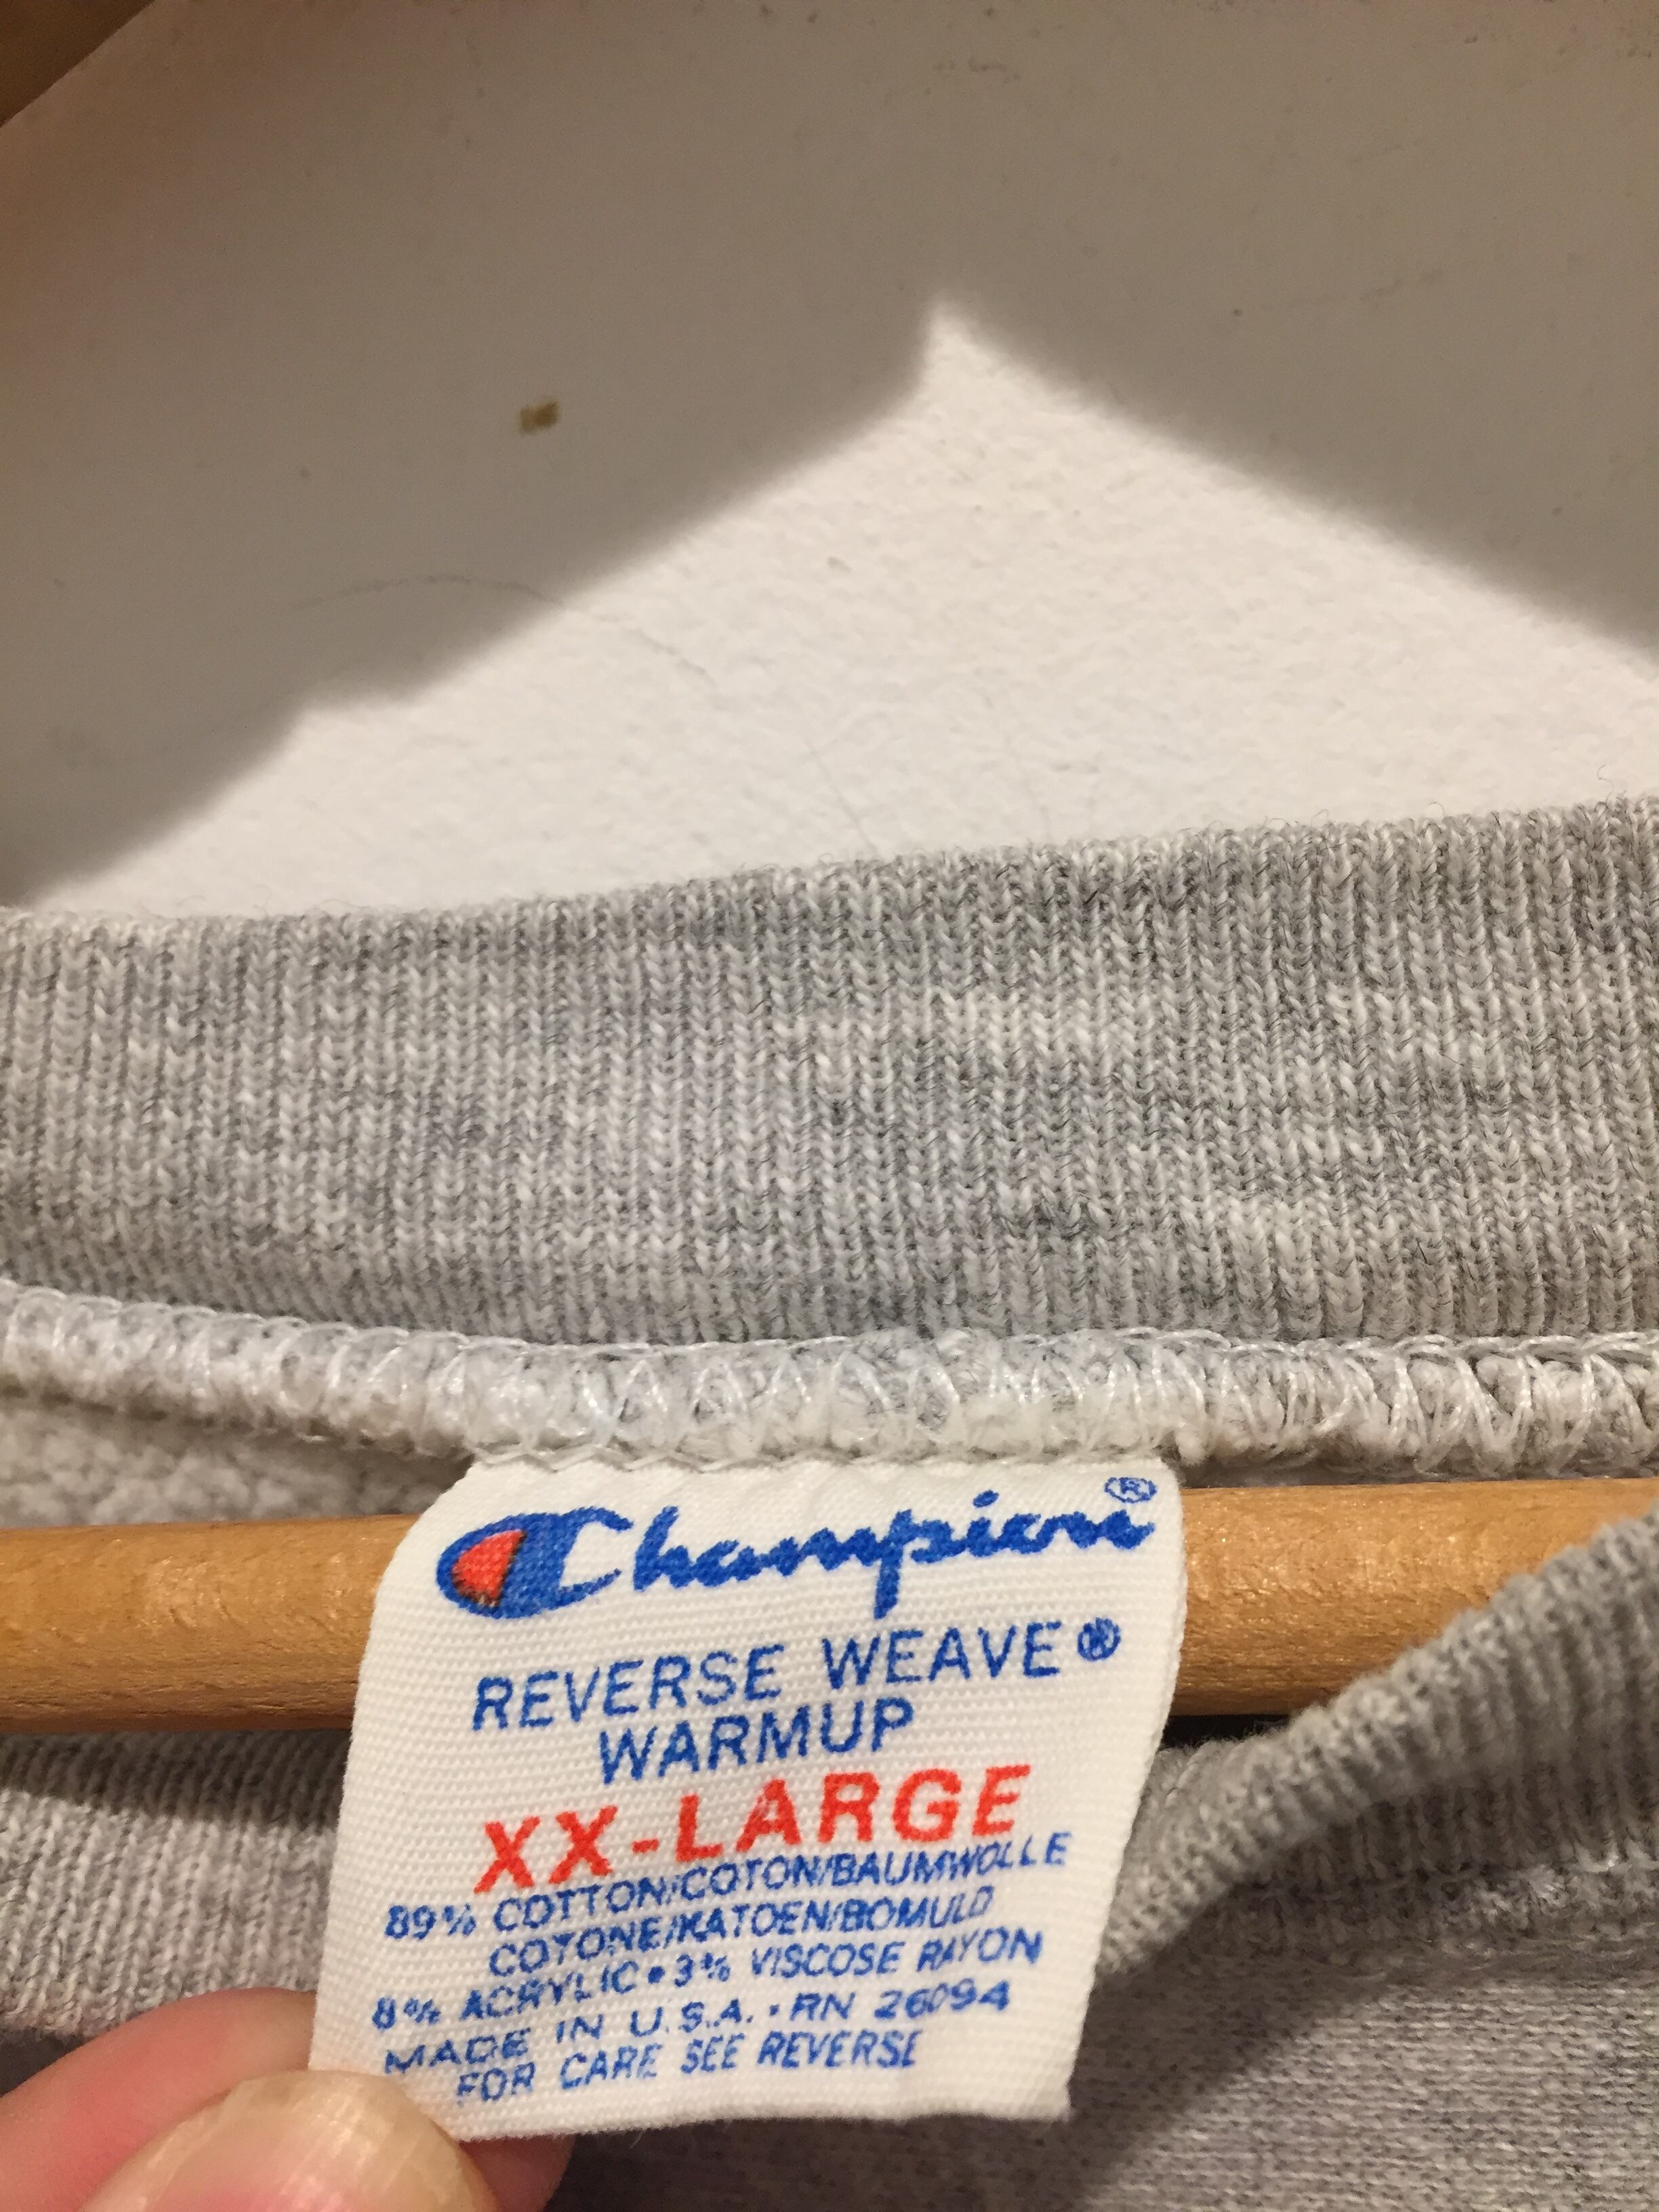 Champion®
REVERSE WEAVE®
WARMUP
XX-LARGE
89% COTTON/COTON/BAUMWOLLE
COTONE/KATOEN/BOMULD
8% ACRYLIC • 3% VISCOSE RAYON
MADE IN U.S.A. • RN 26094
FOR CARE SEE REVERSE